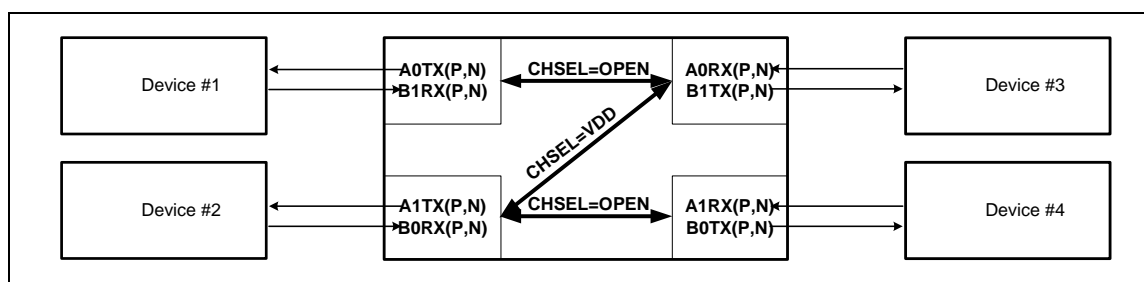 Device #1
A0TX(P,N)
B1RX(P,N)
CHSEL=OPEN
A0RX(P,N)
B1TX(P,N)
Device #3
CHSEL=VDD
Device #2
A1TX(P,N)
B0RX(P,N)
CHSEL=OPEN
A1RX(P,N)
B0TX(P,N)
Device #4